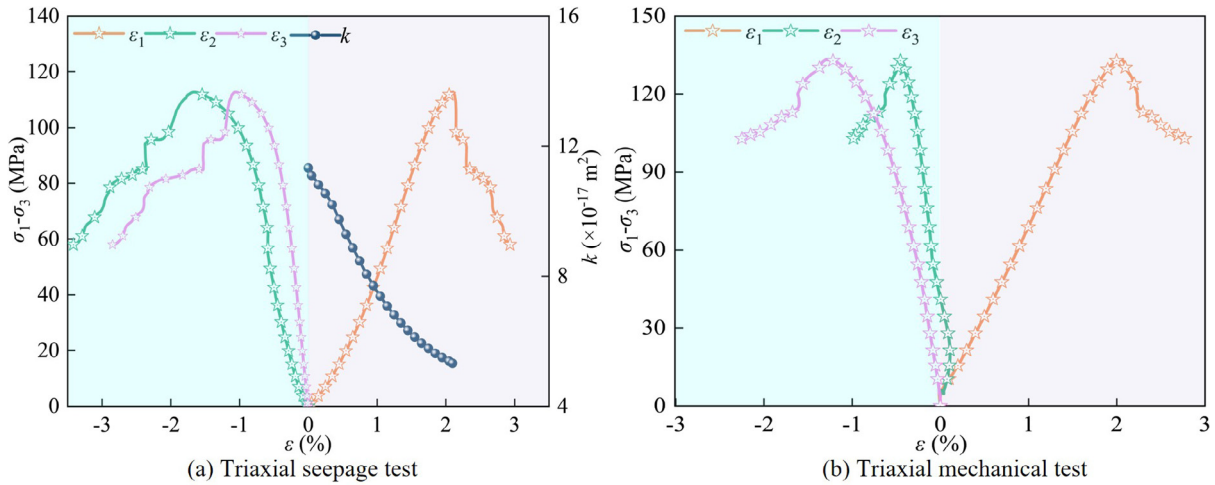 140
120
100
80
60
40
20
0
σ₁-σ₃ (MPa)
ε₁ ε₂ ε₃ k
16
12
8
4
k (×10⁻¹⁷ m²)
-3 -2 -1 0 1 2 3
ε (%)
(a) Triaxial seepage test
150
120
90
60
30
0
σ₁-σ₃ (MPa)
ε₁ ε₂ ε₃
-3 -2 -1 0 1 2 3
ε (%)
(b) Triaxial mechanical test